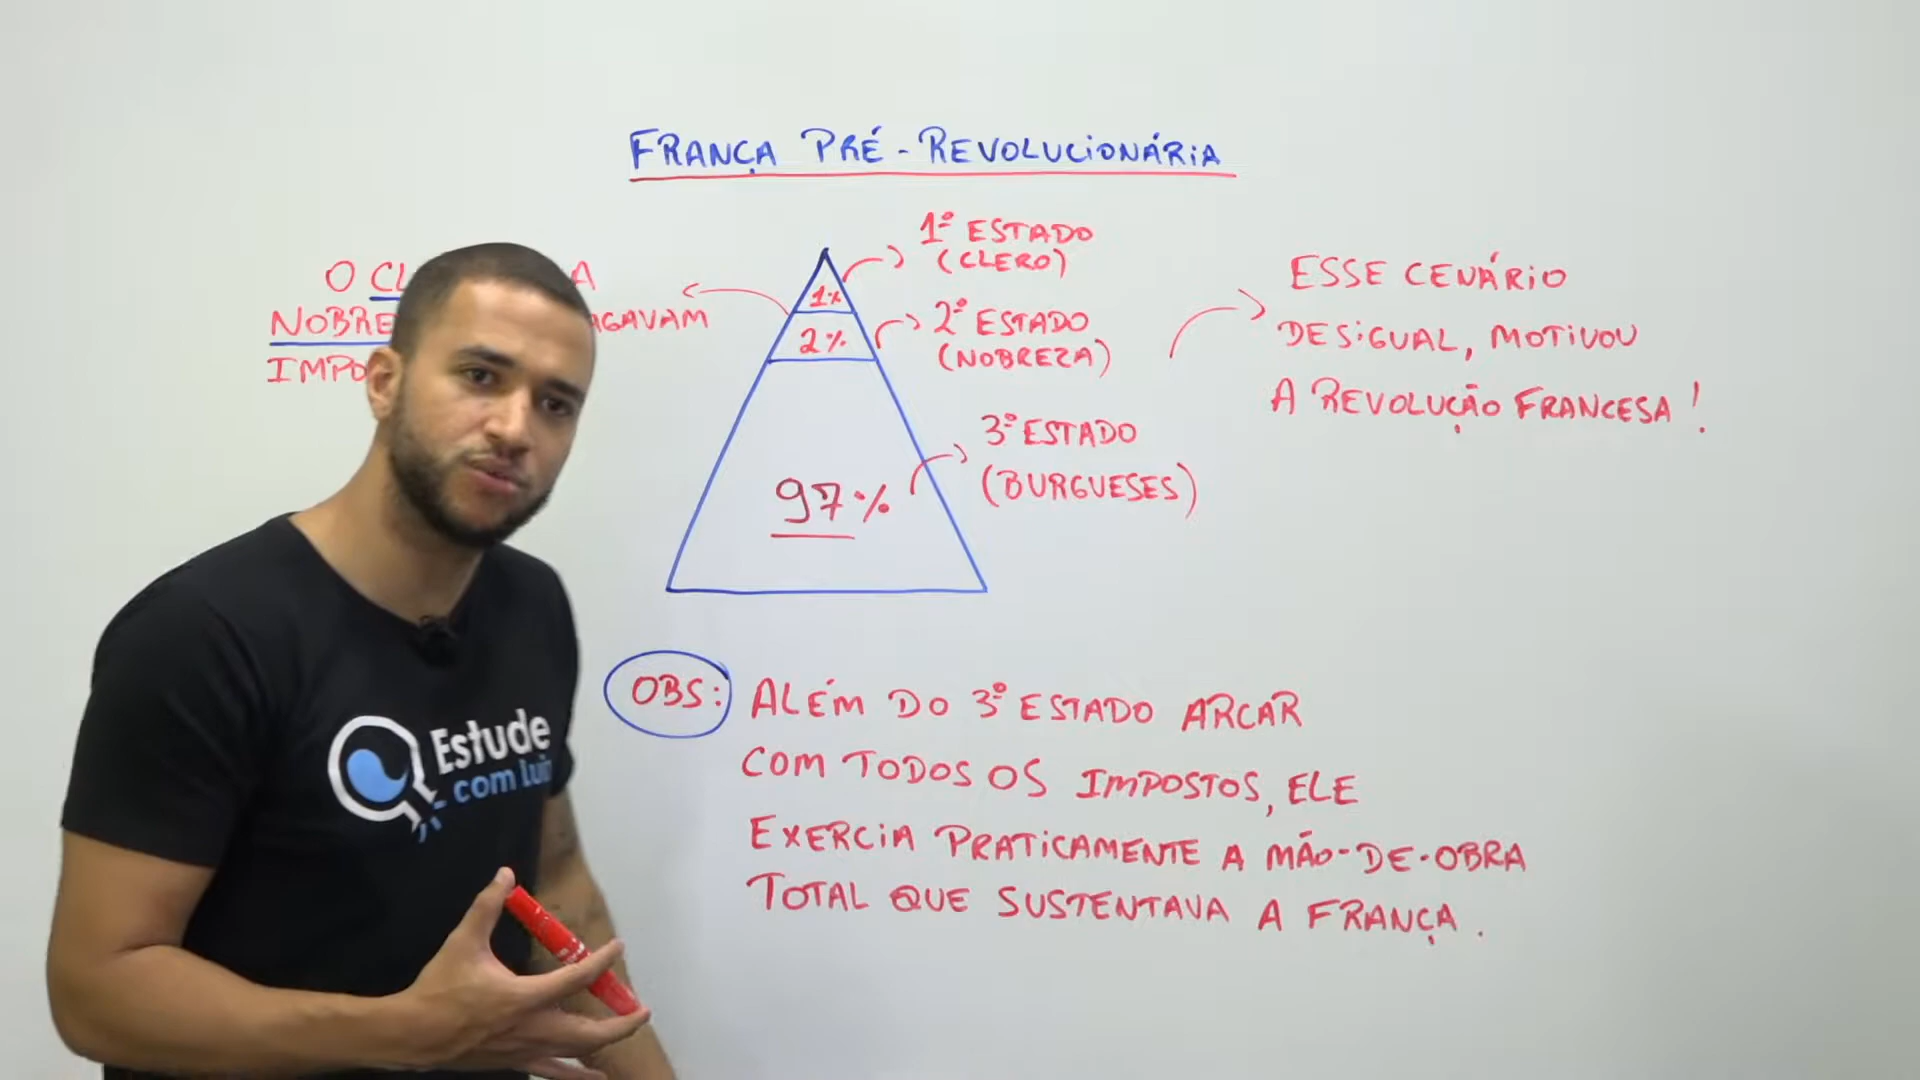 FRANÇA PRÉ-REVOLUCIONÁRIA
O A
NOBRE AGAVAM
IMPO
1%
2%
97%
1º ESTADO
(CLERO)
2º ESTADO
(NOBREZA)
3º ESTADO
(BURGUESES)
ESSE CENÁRIO
DESIGUAL, MOTIVOU
A REVOLUÇÃO FRANCESA!
OBS: ALÉM DO 3º ESTADO ARCAR
COM TODOS OS IMPOSTOS, ELE
EXERCIA PRATICAMENTE A MÃO-DE-OBRA
TOTAL QUE SUSTENTAVA A FRANÇA.
Estude
com Luiz